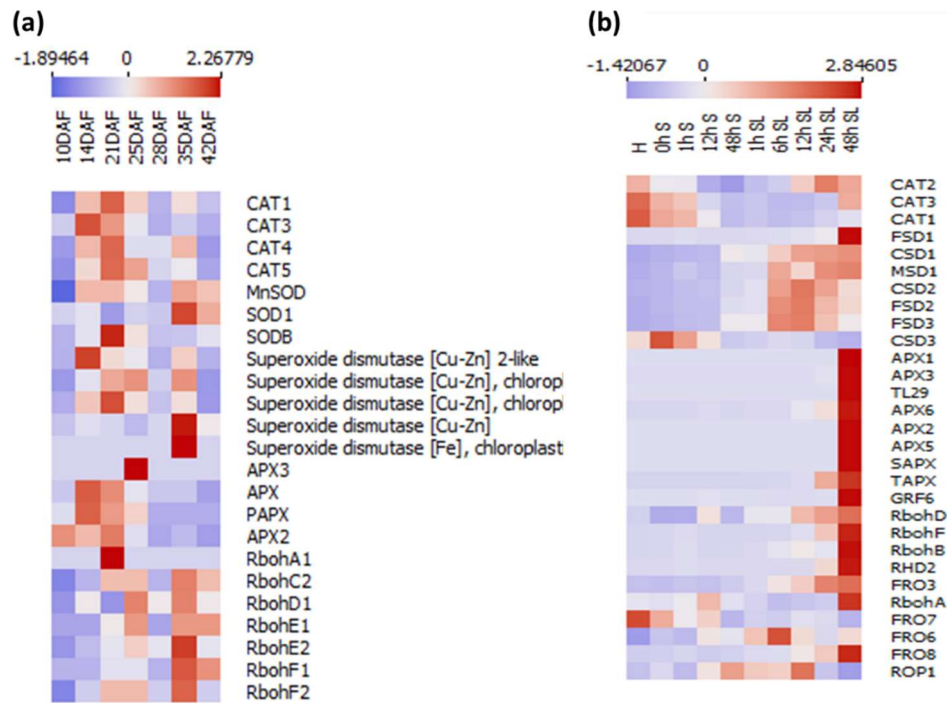 (a)
-1.89464 0 2.26779
10DAF 14DAF 21DAF 25DAF 28DAF 35DAF 42DAF
CAT1
CAT3
CAT4
CAT5
MnSOD
SOD1
SODB
Superoxide dismutase [Cu-Zn] 2-like
Superoxide dismutase [Cu-Zn], chloropl
Superoxide dismutase [Cu-Zn], chloropl
Superoxide dismutase [Cu-Zn]
Superoxide dismutase [Fe], chloroplasti
APX3
APX
PAPX
APX2
RbohA1
RbohC2
RbohD1
RbohE1
RbohE2
RbohF1
RbohF2
(b)
-1.42067 0 2.84605
H 0h S 1h S 12h S 48h S 1h SL 6h SL 12h SL 24h SL 48h SL
CAT2
CAT3
CAT1
FSD1
CSD1
MSD1
CSD2
FSD2
FSD3
CSD3
APX1
APX3
TL29
APX6
APX2
APX5
SAPX
TAPX
GRF6
RbohD
RbohF
RbohB
RHD2
FRO3
RbohA
FRO7
FRO6
FRO8
ROP1